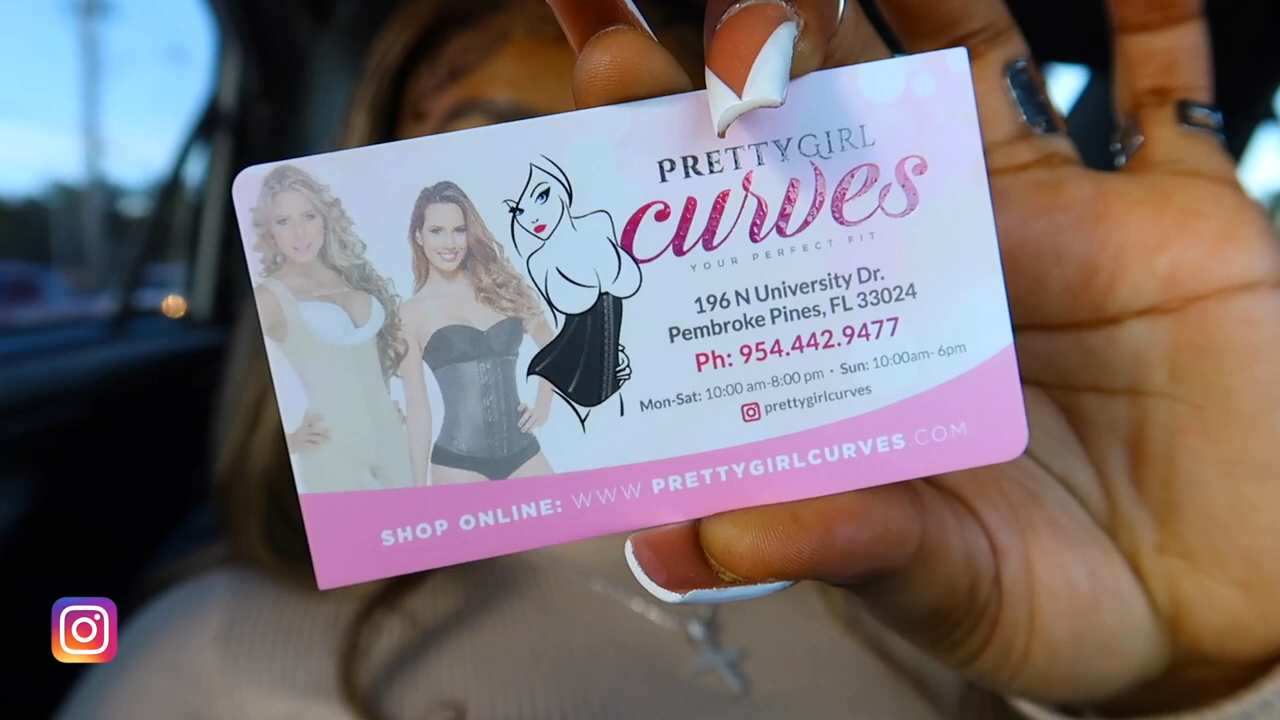 PRETTYGIRL
curves
YOUR PERFECT FIT
196 N University Dr.
Pembroke Pines, FL 33024
Ph: 954.442.9477
Mon-Sat: 10:00 am-8:00 pm · Sun: 10:00am- 6pm
prettygirlcurves
SHOP ONLINE: WWW.PRETTYGIRLCURVES.COM